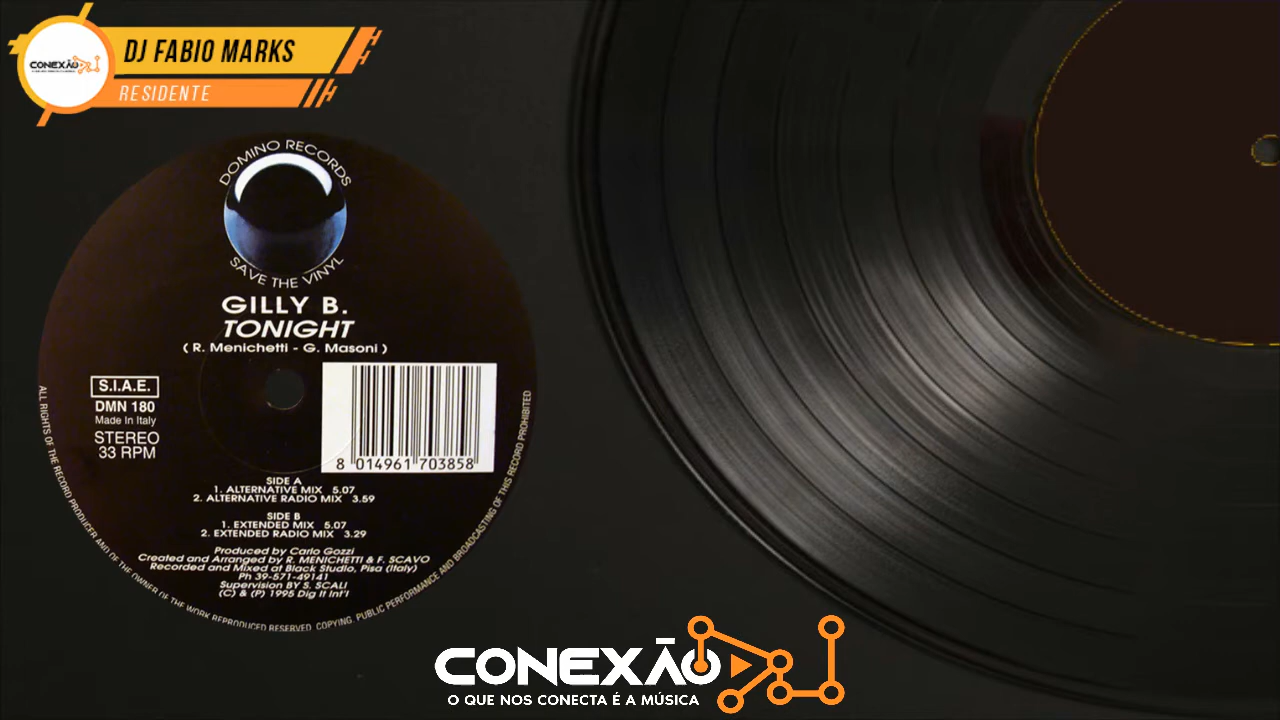 DJ FABIO MARKS
CONEXÃO
RESIDENTE
DOMINO RECORDS
SAVE THE VINYL
GILLY B.
TONIGHT
( R. Menichetti - G. Masoni )
S.I.A.E.
DMN 180
Made In Italy
STEREO
33 RPM
8 014961 703858
SIDE A
1. ALTERNATIVE MIX 5.07
2. ALTERNATIVE RADIO MIX 3.59
SIDE B
1. EXTENDED MIX 5.07
2. EXTENDED RADIO MIX 3.29
Produced by Carlo Gozzi
Created and Arranged by R. MENICHETTI & F. SCAVO
Recorded and Mixed at Black Studio, Pisa (Italy)
Ph 39-571-49141
Supervision BY S. SCALI
(C) & (P) 1995 Dig It Int'l
ALL RIGHTS OF THE RECORD PRODUCER AND OF THE OWNER OF THE WORK REPRODUCED RESERVED. COPYING, PUBLIC PERFORMANCE AND BROADCASTING OF THIS RECORD PROHIBITED
CONEXÃO DJ
O QUE NOS CONECTA É A MÚSICA